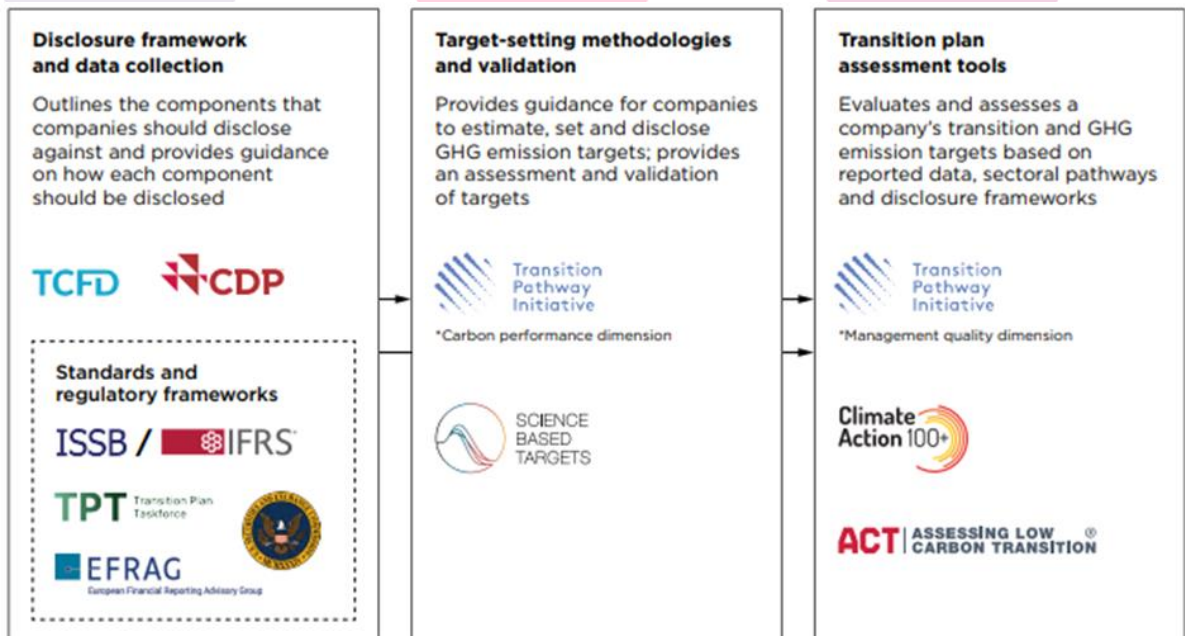 Disclosure framework
and data collection
Outlines the components that
companies should disclose
against and provides guidance
on how each component
should be disclosed
TCFD
CDP
Standards and
regulatory frameworks
ISSB / IFRS
TPT Transition Plan
Taskforce
EFRAG
European Financial Reporting Advisory Group
Target-setting methodologies
and validation
Provides guidance for companies
to estimate, set and disclose
GHG emission targets; provides
an assessment and validation
of targets
Transition
Pathway
Initiative
*Carbon performance dimension
SCIENCE
BASED
TARGETS
Transition plan
assessment tools
Evaluates and assesses a
company's transition and GHG
emission targets based on
reported data, sectoral pathways
and disclosure frameworks
Transition
Pathway
Initiative
*Management quality dimension
Climate
Action 100+
ACT | ASSESSING LOW ®
CARBON TRANSITION